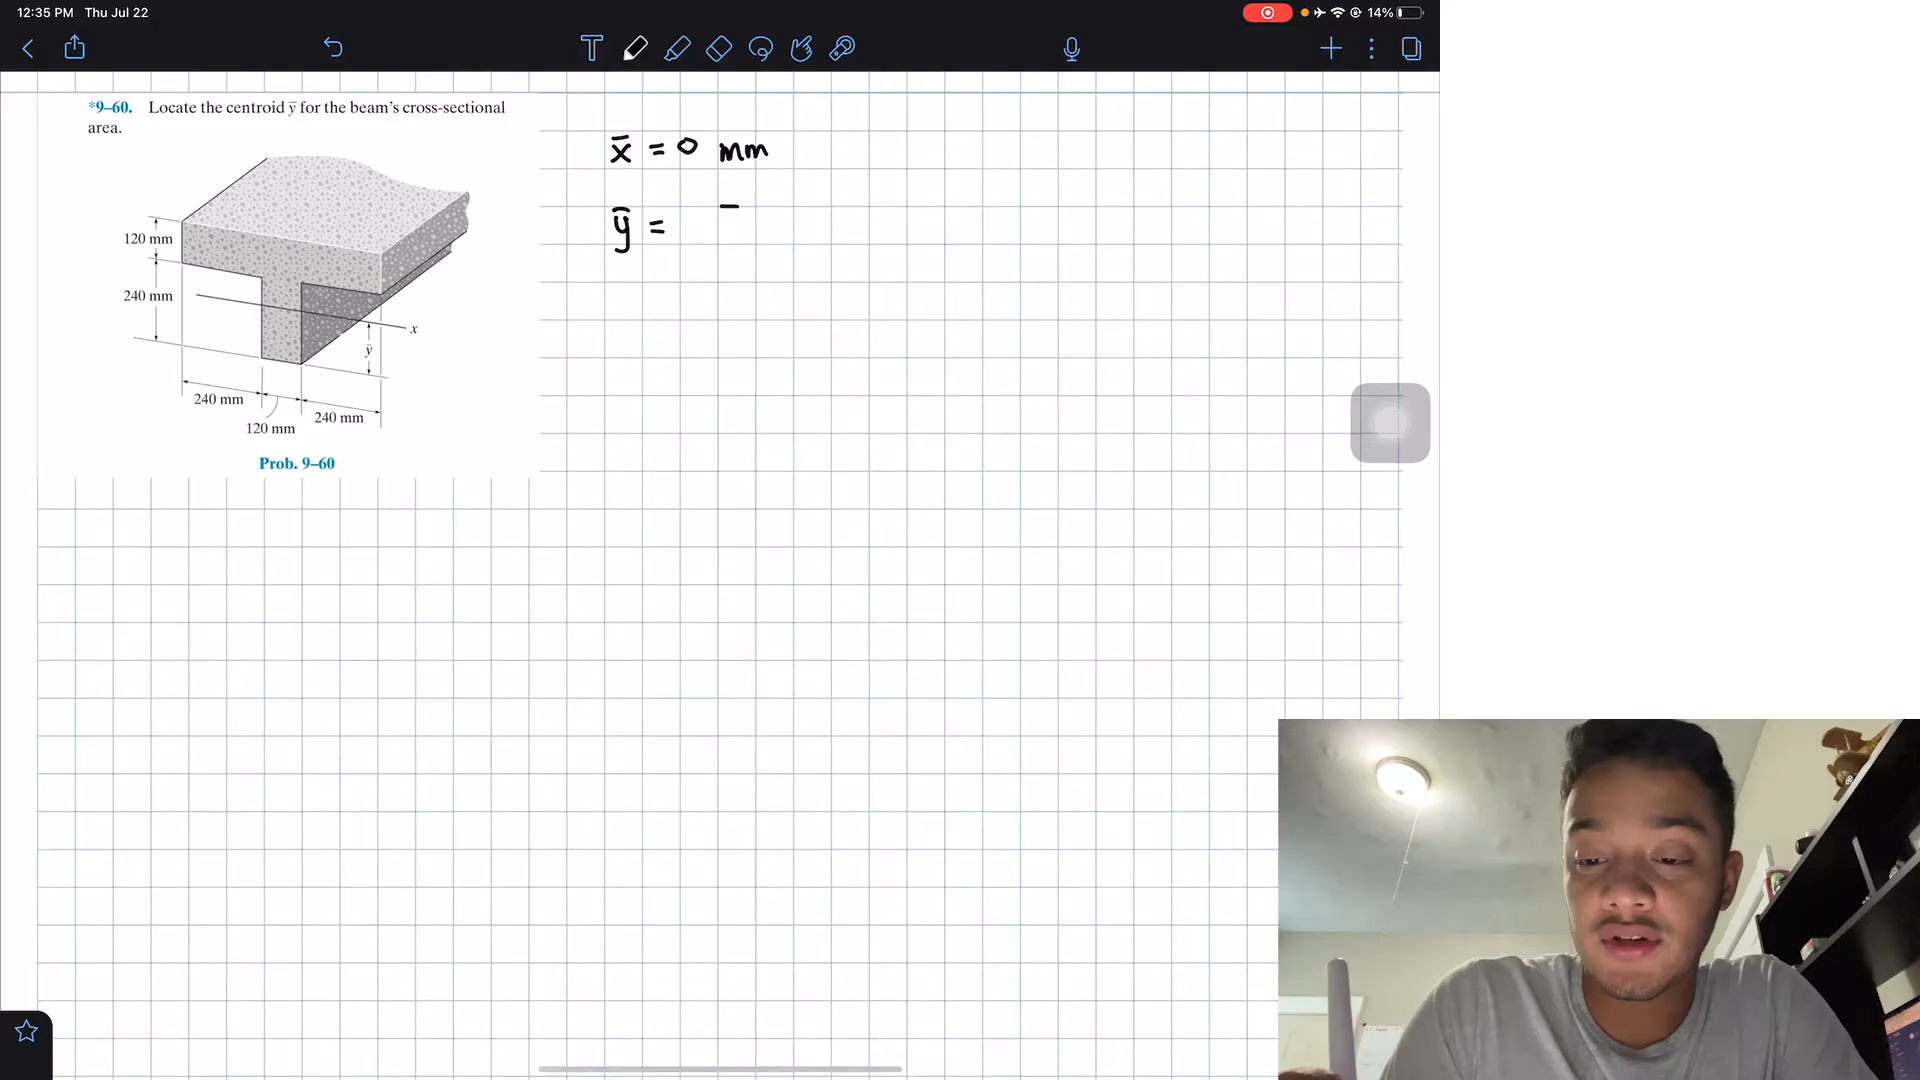 12:35 PM Thu Jul 22
14%
*9–60. Locate the centroid y̅ for the beam's cross-sectional
area.
120 mm
240 mm
x
y̅
240 mm
120 mm
240 mm
Prob. 9–60
x̅ = 0 mm
y̅ =